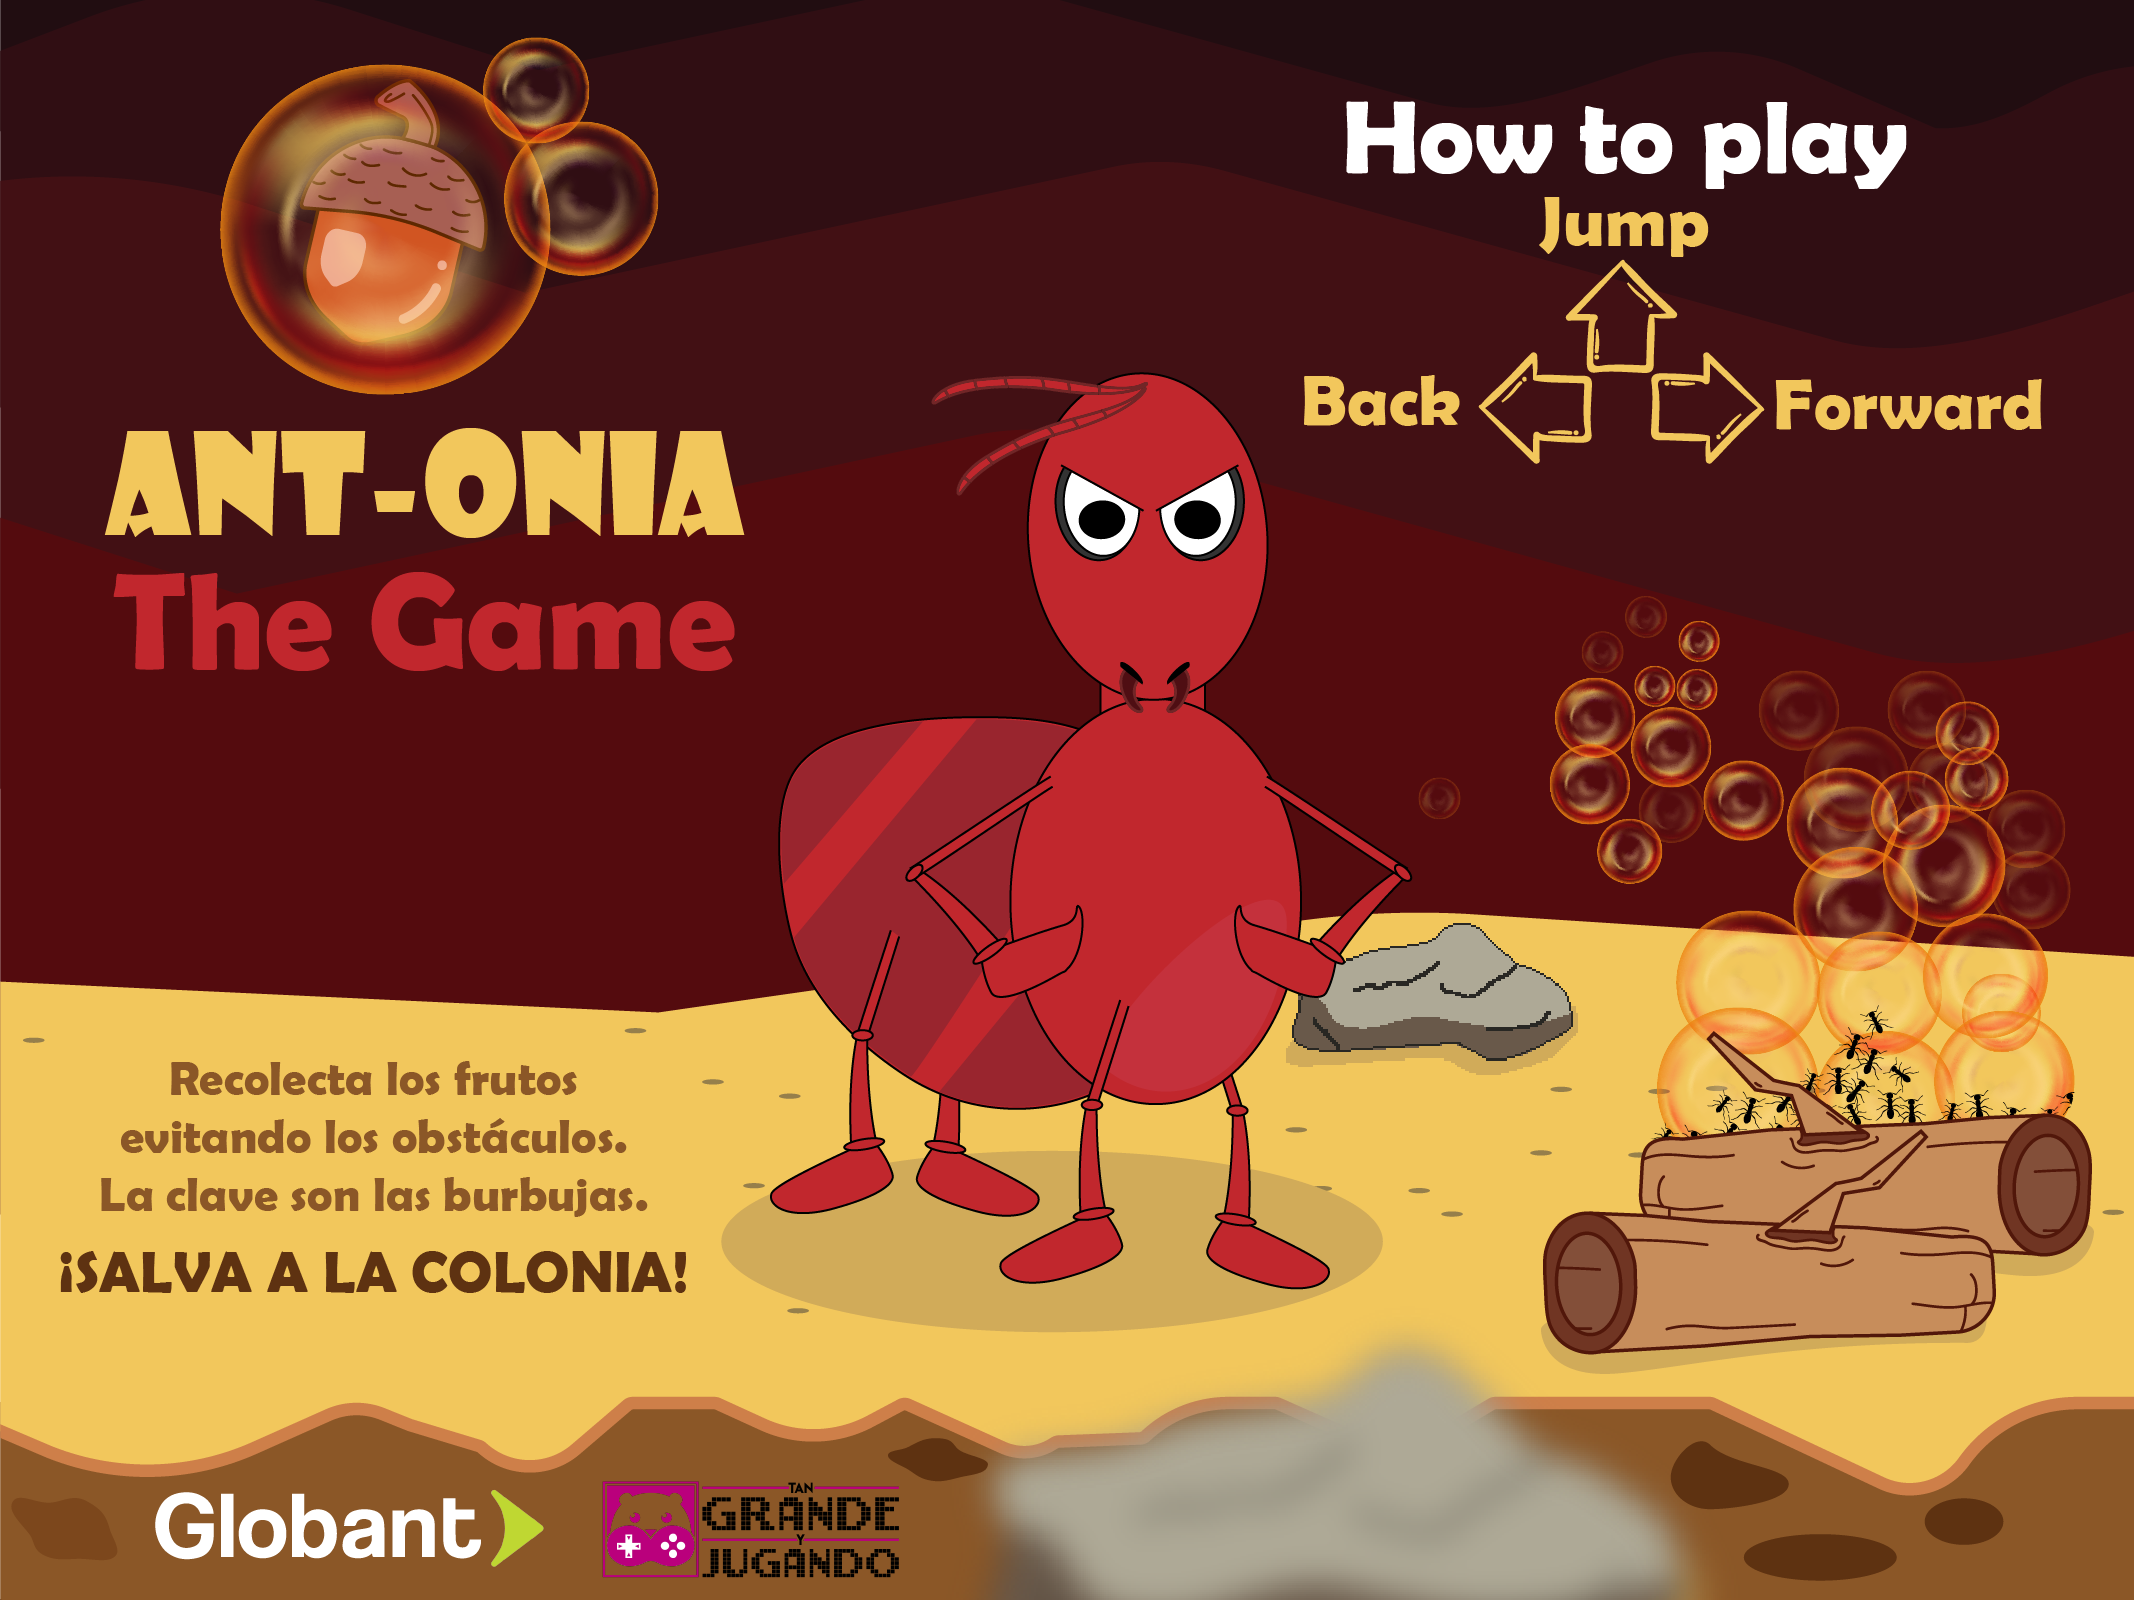 ANT-ONIA
The Game
How to play
Jump
Back
Forward
Recolecta los frutos
evitando los obstáculos.
La clave son las burbujas.
¡SALVA A LA COLONIA!
Globant
TAN
GRANDE
Y
JUGANDO